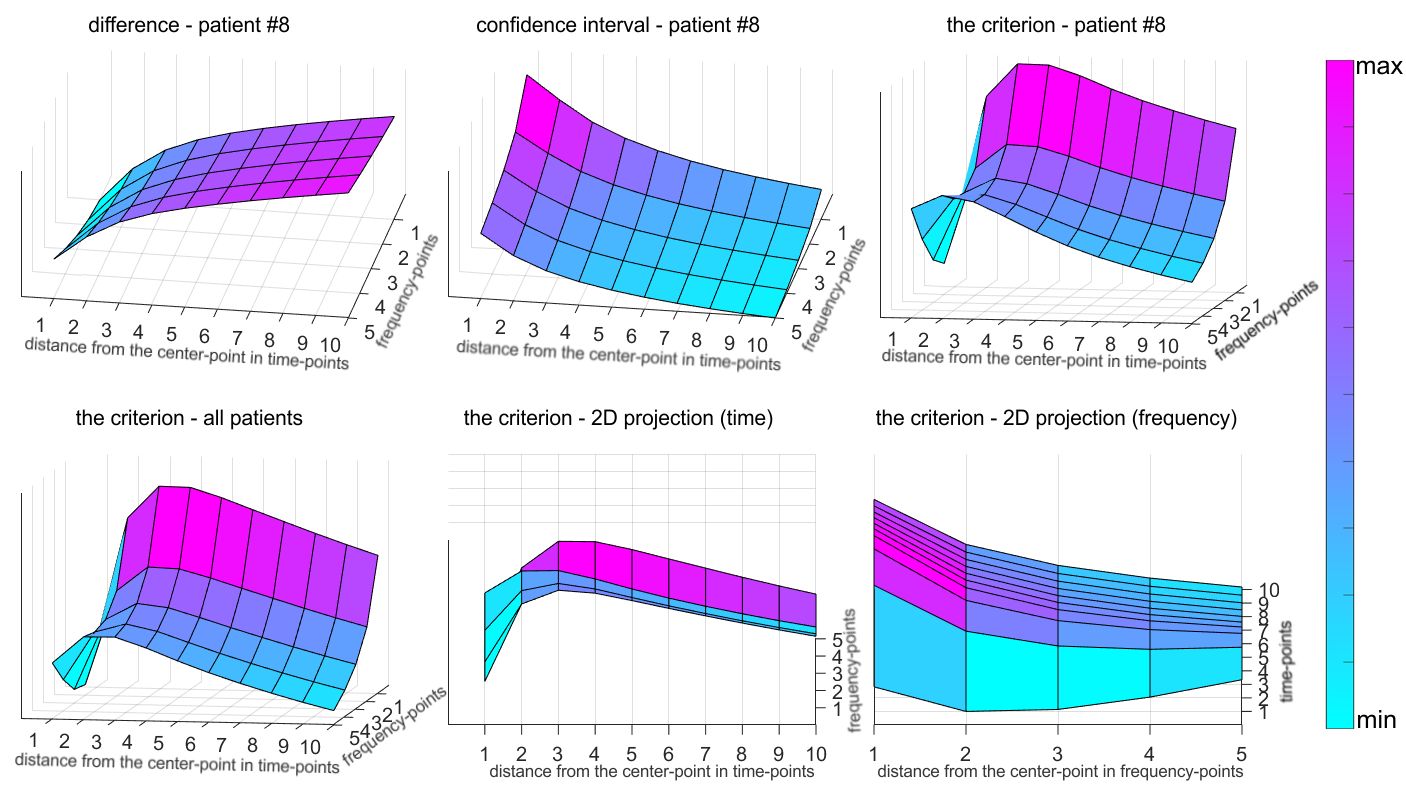 difference - patient #8
confidence interval - patient #8
the criterion - patient #8
max
1
2
3
4
5
frequency-points
1 2 3 4 5 6 7 8 9 10
distance from the center-point in time-points
1
2
3
4
5
frequency-points
1 2 3 4 5 6 7 8 9 10
distance from the center-point in time-points
54321
frequency-points
1 2 3 4 5 6 7 8 9 10
distance from the center-point in time-points
the criterion - all patients
the criterion - 2D projection (time)
the criterion - 2D projection (frequency)
54321
frequency-points
1 2 3 4 5 6 7 8 9 10
distance from the center-point in time-points
5
4
3
2
1
frequency-points
1 2 3 4 5 6 7 8 9 10
distance from the center-point in time-points
10
9
8
7
6
5
4
3
2
1
time-points
1 2 3 4 5
distance from the center-point in frequency-points
min